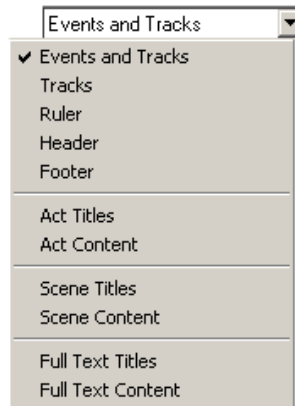 Events and Tracks
Events and Tracks
Tracks
Ruler
Header
Footer
Act Titles
Act Content
Scene Titles
Scene Content
Full Text Titles
Full Text Content